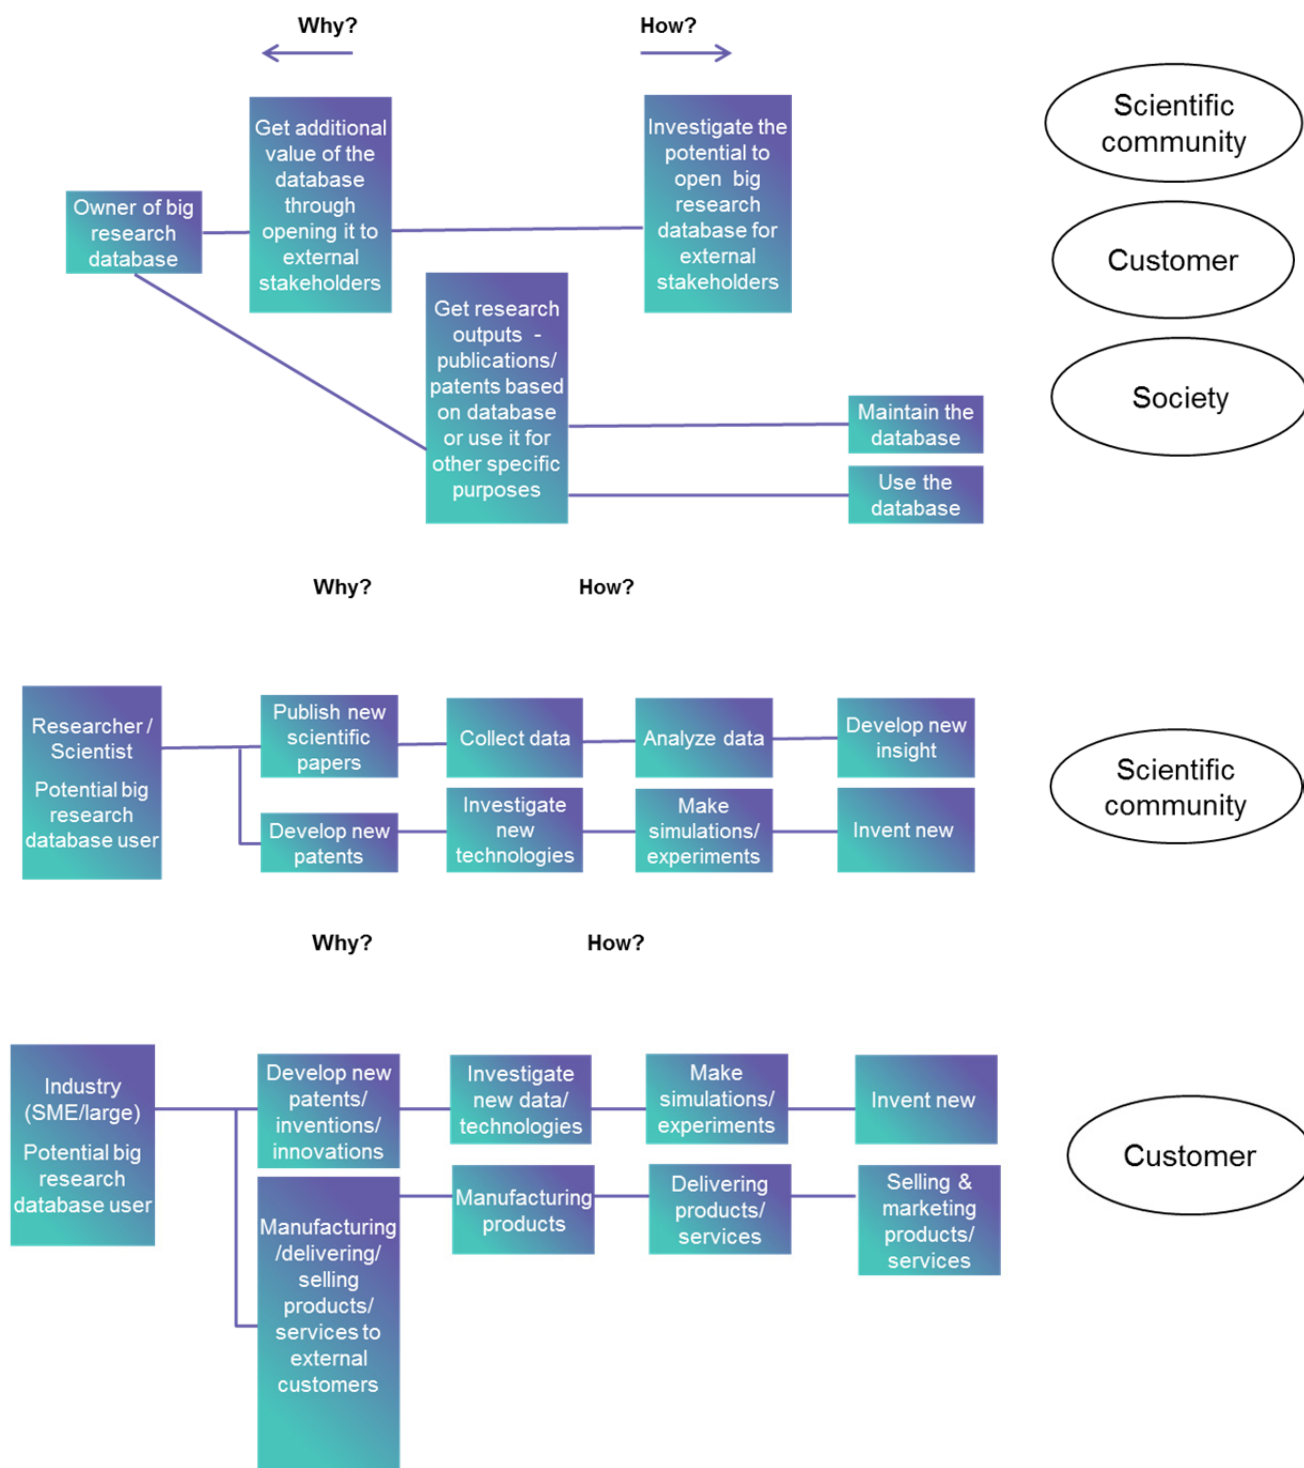 Why?
How?
Owner of big
research
database
Get additional
value of the
database
through
opening it to
external
stakeholders
Investigate the
potential to
open big
research
database for
external
stakeholders
Get research
outputs -
publications/
patents based
on database
or use it for
other specific
purposes
Maintain the
database
Use the
database
Scientific
community
Customer
Society
Why?
How?
Researcher /
Scientist
Potential big
research
database user
Publish new
scientific
papers
Collect data
Analyze data
Develop new
insight
Develop new
patents
Investigate
new
technologies
Make
simulations/
experiments
Invent new
Scientific
community
Why?
How?
Industry
(SME/large)
Potential big
research
database user
Develop new
patents/
inventions/
innovations
Investigate
new data/
technologies
Make
simulations/
experiments
Invent new
Manufacturing
/delivering/
selling
products/
services to
external
customers
Manufacturing
products
Delivering
products/
services
Selling &
marketing
products/
services
Customer